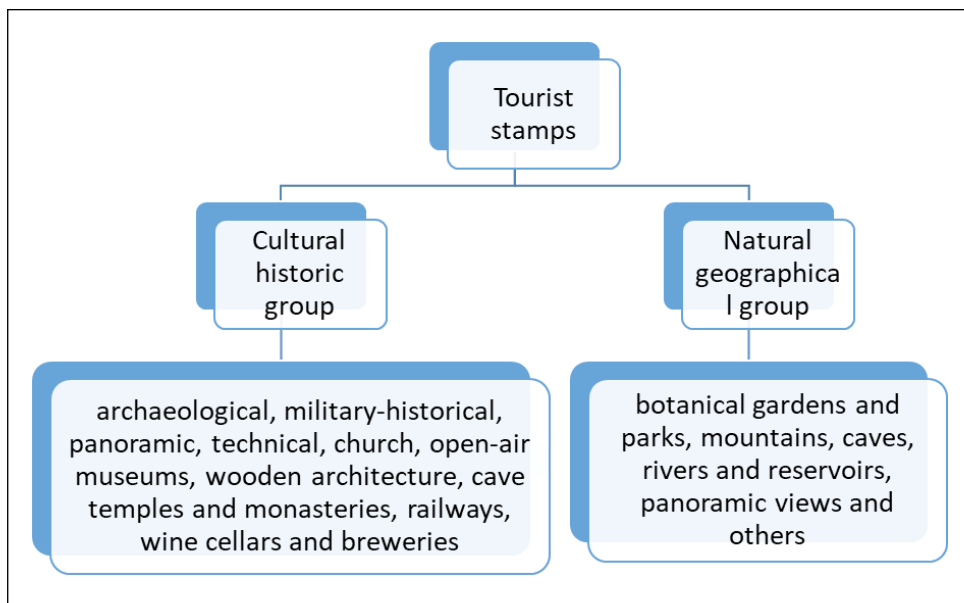 Tourist
stamps
Cultural
historic
group
Natural
geographica
l group
archaeological, military-historical,
panoramic, technical, church, open-air
museums, wooden architecture, cave
temples and monasteries, railways,
wine cellars and breweries
botanical gardens and
parks, mountains, caves,
rivers and reservoirs,
panoramic views and
others